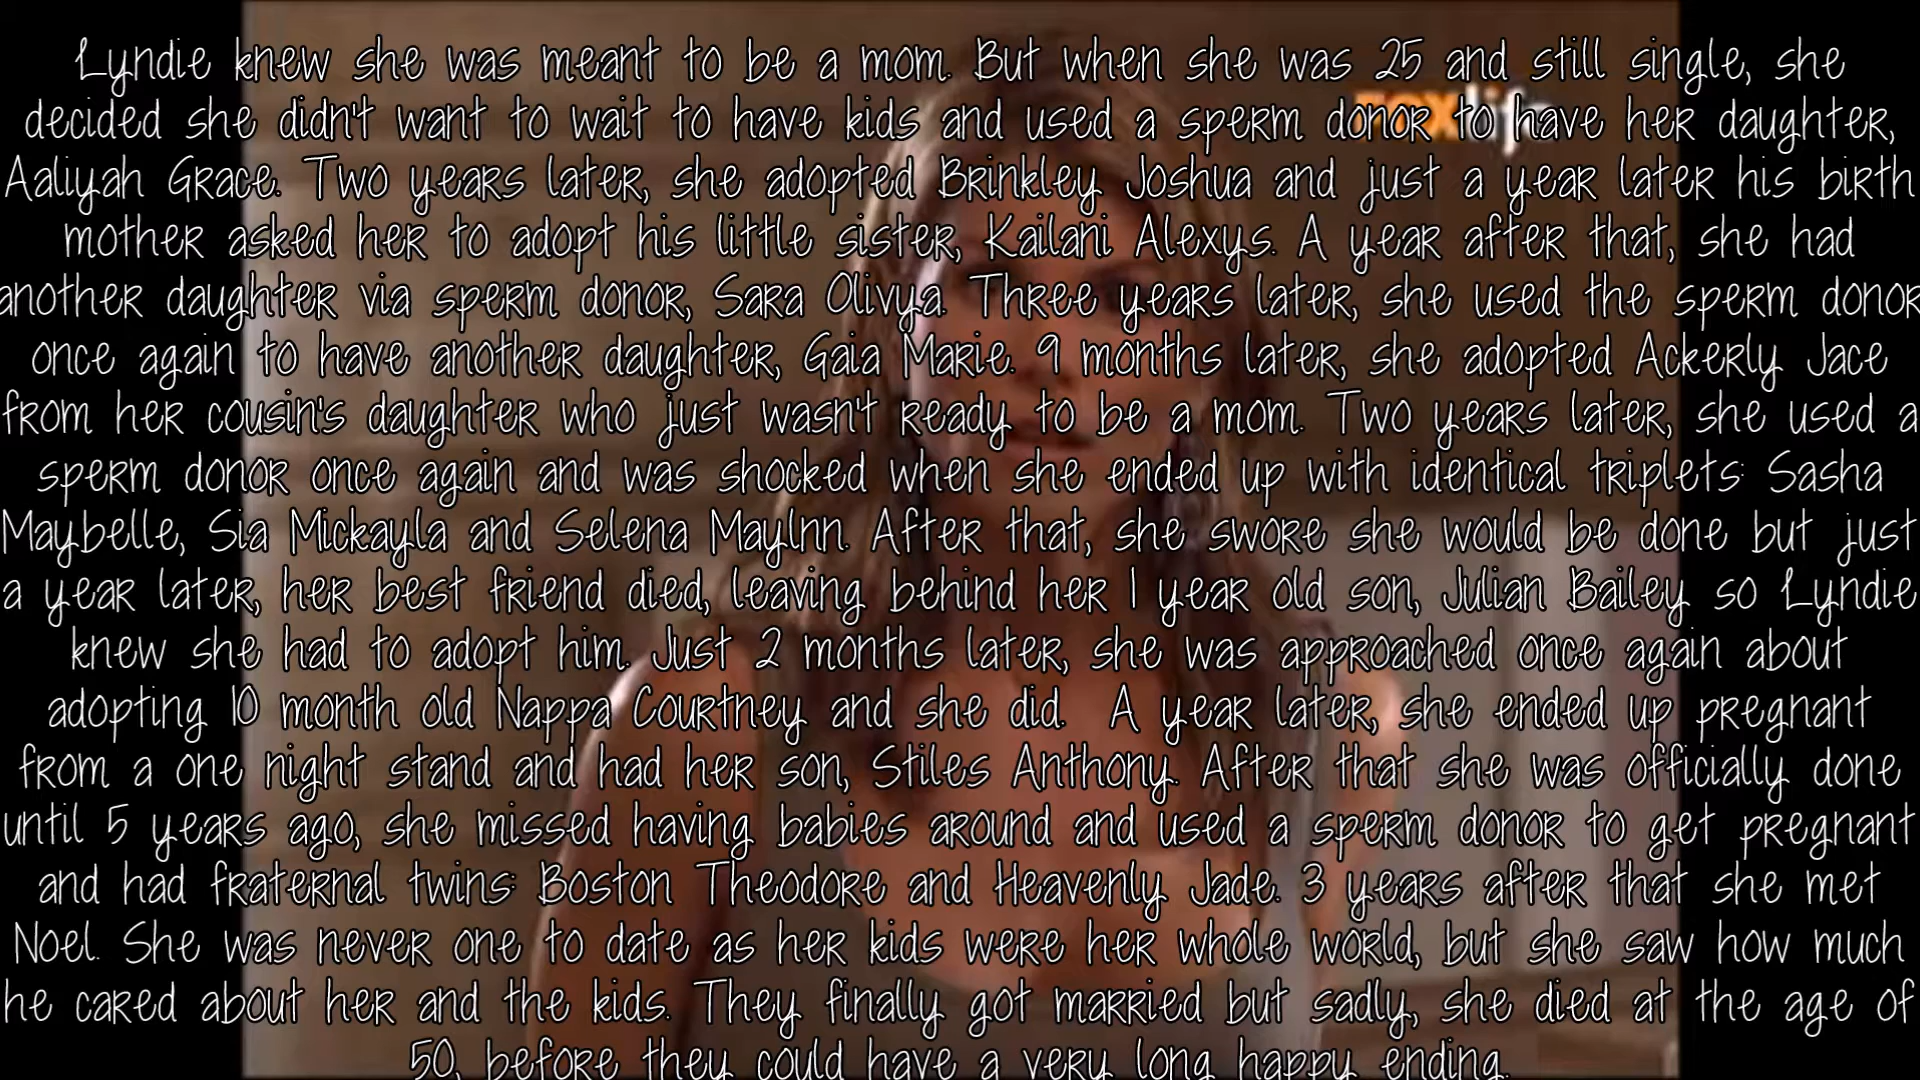 Lyndie knew she was meant to be a mom. But when she was 25 and still single, she
decided she didn't want to wait to have kids and used a sperm donor to have her daughter,
Aaliyah Grace. Two years later, she adopted Brinkley Joshua and just a year later his birth
mother asked her to adopt his little sister, Kailani Alexys. A year after that, she had
another daughter via sperm donor, Sara Olivya. Three years later, she used the sperm donor
once again to have another daughter, Gaia Marie. 9 months later, she adopted Ackerly Jace
from her cousin's daughter who just wasn't ready to be a mom. Two years later, she used a
sperm donor once again and was shocked when she ended up with identical triplets: Sasha
Maybelle, Sia Mickayla and Selena Maylnn. After that, she swore she would be done but just
a year later, her best friend died, leaving behind her 1 year old son, Julian Bailey so Lyndie
knew she had to adopt him. Just 2 months later, she was approached once again about
adopting 10 month old Nappa Courtney and she did. A year later, she ended up pregnant
from a one night stand and had her son, Stiles Anthony. After that she was officially done
until 5 years ago, she missed having babies around and used a sperm donor to get pregnant
and had fraternal twins: Boston Theodore and Heavenly Jade. 3 years after that she met
Noel. She was never one to date as her kids were her whole world, but she saw how much
he cared about her and the kids. They finally got married but sadly, she died at the age of
50, before they could have a very long happy ending.